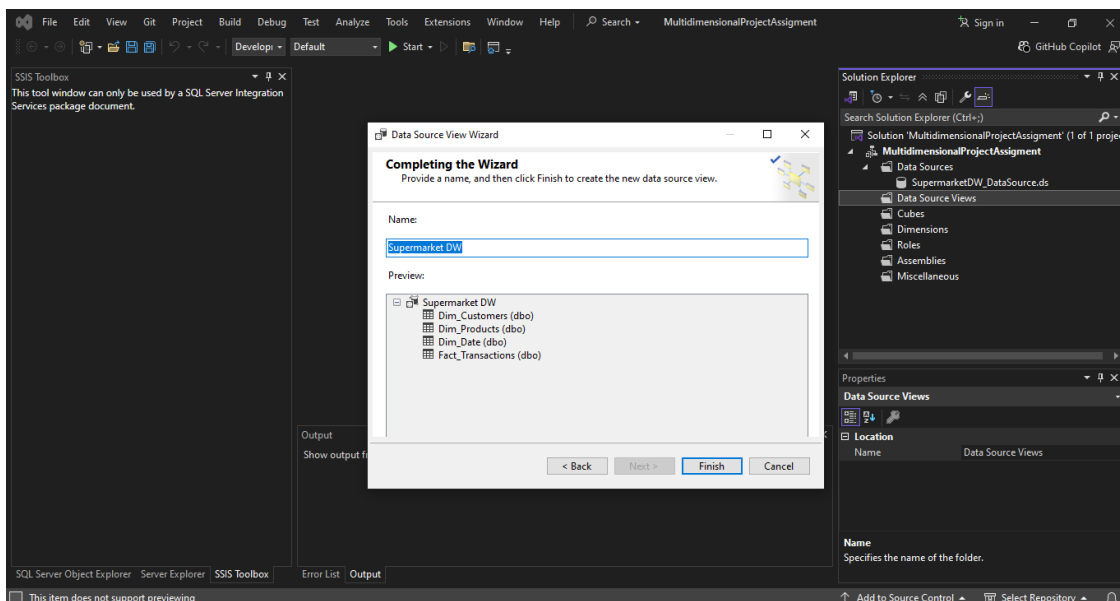 File Edit View Git Project Build Debug Test Analyze Tools Extensions Window Help Search MultidimensionalProjectAssigment Sign in
Developı Default Start GitHub Copilot
SSIS Toolbox
This tool window can only be used by a SQL Server Integration
Services package document.
Data Source View Wizard
Completing the Wizard
Provide a name, and then click Finish to create the new data source view.
Name:
Supermarket DW
Preview:
Supermarket DW
Dim_Customers (dbo)
Dim_Products (dbo)
Dim_Date (dbo)
Fact_Transactions (dbo)
< Back Next > Finish Cancel
Output
Show output f
Solution Explorer
Search Solution Explorer (Ctrl+;)
Solution 'MultidimensionalProjectAssigment' (1 of 1 proje
MultidimensionalProjectAssigment
Data Sources
SupermarketDW_DataSource.ds
Data Source Views
Cubes
Dimensions
Roles
Assemblies
Miscellaneous
Properties
Data Source Views
Location
Name Data Source Views
Name
Specifies the name of the folder.
SQL Server Object Explorer Server Explorer SSIS Toolbox Error List Output
This item does not support previewing Add to Source Control Select Repository